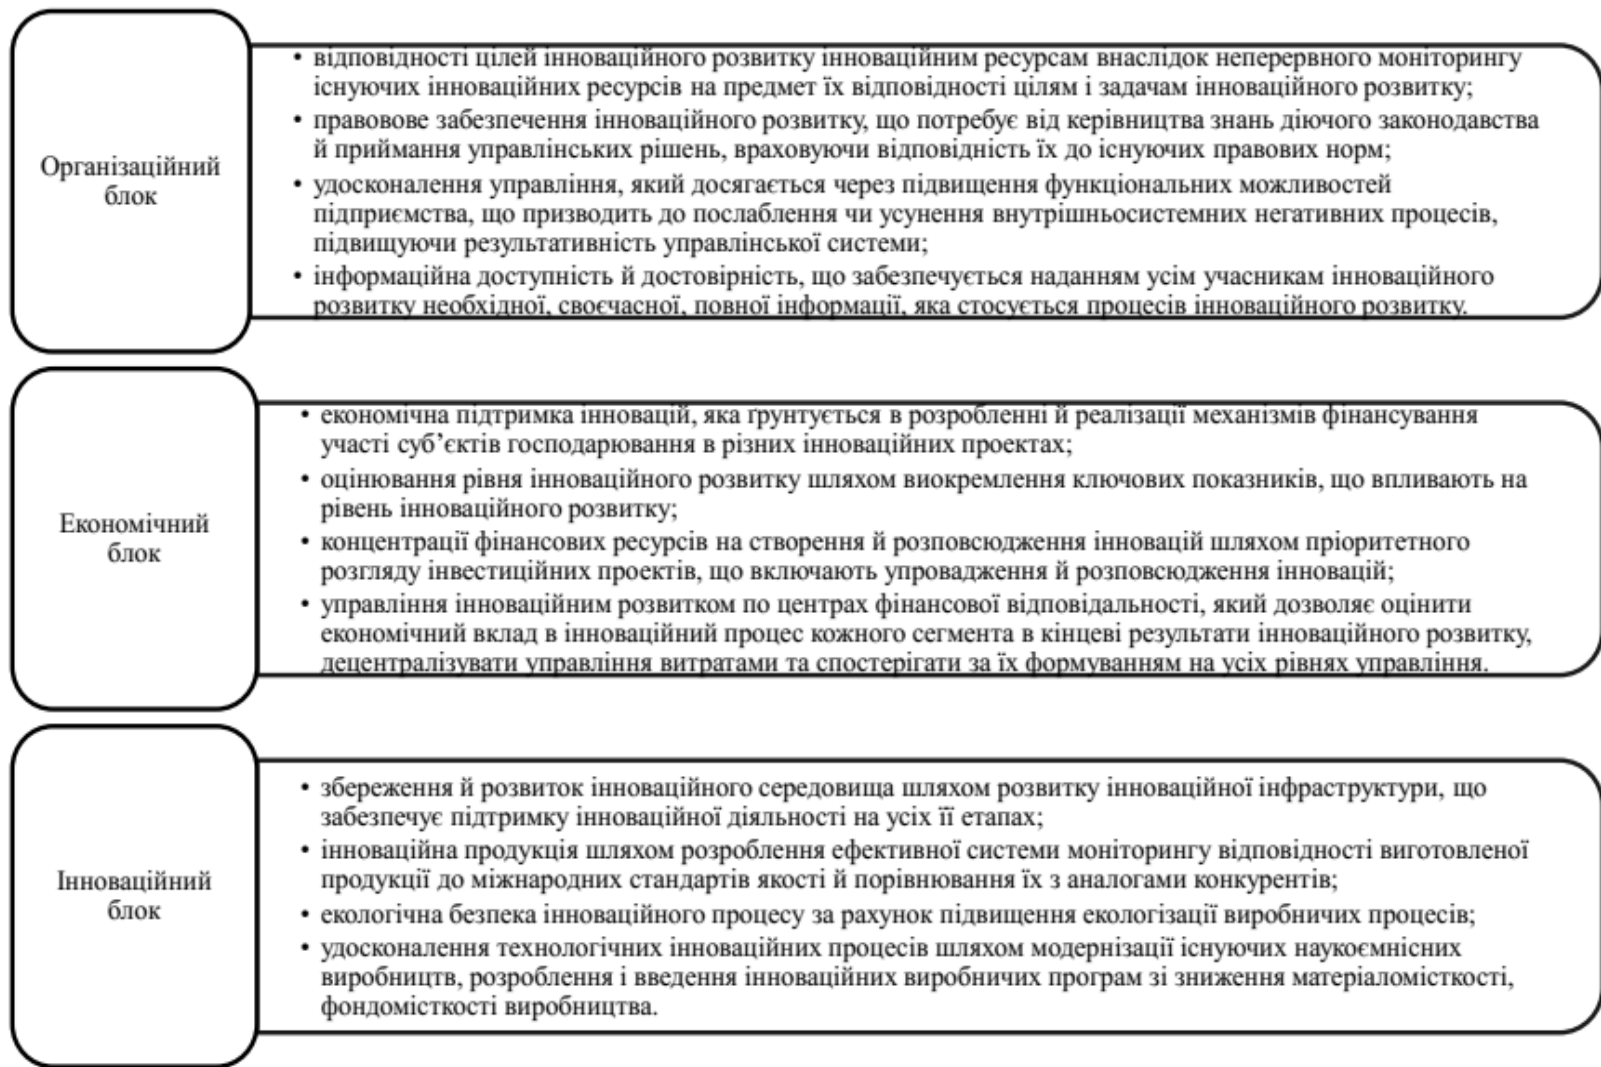 Організаційний
блок
• відповідності цілей інноваційного розвитку інноваційним ресурсам внаслідок неперервного моніторингу
існуючих інноваційних ресурсів на предмет їх відповідності цілям і задачам інноваційного розвитку;
• правовове забезпечення інноваційного розвитку, що потребує від керівництва знань діючого законодавства
й приймання управлінських рішень, враховуючи відповідність їх до існуючих правових норм;
• удосконалення управління, який досягається через підвищення функціональних можливостей
підприємства, що призводить до послаблення чи усунення внутрішньосистемних негативних процесів,
підвищуючи результативність управлінської системи;
• інформаційна доступність й достовірність, що забезпечується наданням усім учасникам інноваційного
розвитку необхідної, своєчасної, повної інформації, яка стосується процесів інноваційного розвитку.
Економічний
блок
• економічна підтримка інновацій, яка ґрунтується в розробленні й реалізації механізмів фінансування
участі суб’єктів господарювання в різних інноваційних проектах;
• оцінювання рівня інноваційного розвитку шляхом виокремлення ключових показників, що впливають на
рівень інноваційного розвитку;
• концентрації фінансових ресурсів на створення й розповсюдження інновацій шляхом пріоритетного
розгляду інвестиційних проектів, що включають упровадження й розповсюдження інновацій;
• управління інноваційним розвитком по центрах фінансової відповідальності, який дозволяє оцінити
економічний вклад в інноваційний процес кожного сегмента в кінцеві результати інноваційного розвитку,
децентралізувати управління витратами та спостерігати за їх формуванням на усіх рівнях управління.
Інноваційний
блок
• збереження й розвиток інноваційного середовища шляхом розвитку інноваційної інфраструктури, що
забезпечує підтримку інноваційної діяльності на усіх її етапах;
• інноваційна продукція шляхом розроблення ефективної системи моніторингу відповідності виготовленої
продукції до міжнародних стандартів якості й порівнювання їх з аналогами конкурентів;
• екологічна безпека інноваційного процесу за рахунок підвищення екологізації виробничих процесів;
• удосконалення технологічних інноваційних процесів шляхом модернізації існуючих наукоємнісних
виробництв, розроблення і введення інноваційних виробничих програм зі зниження матеріаломісткості,
фондомісткості виробництва.